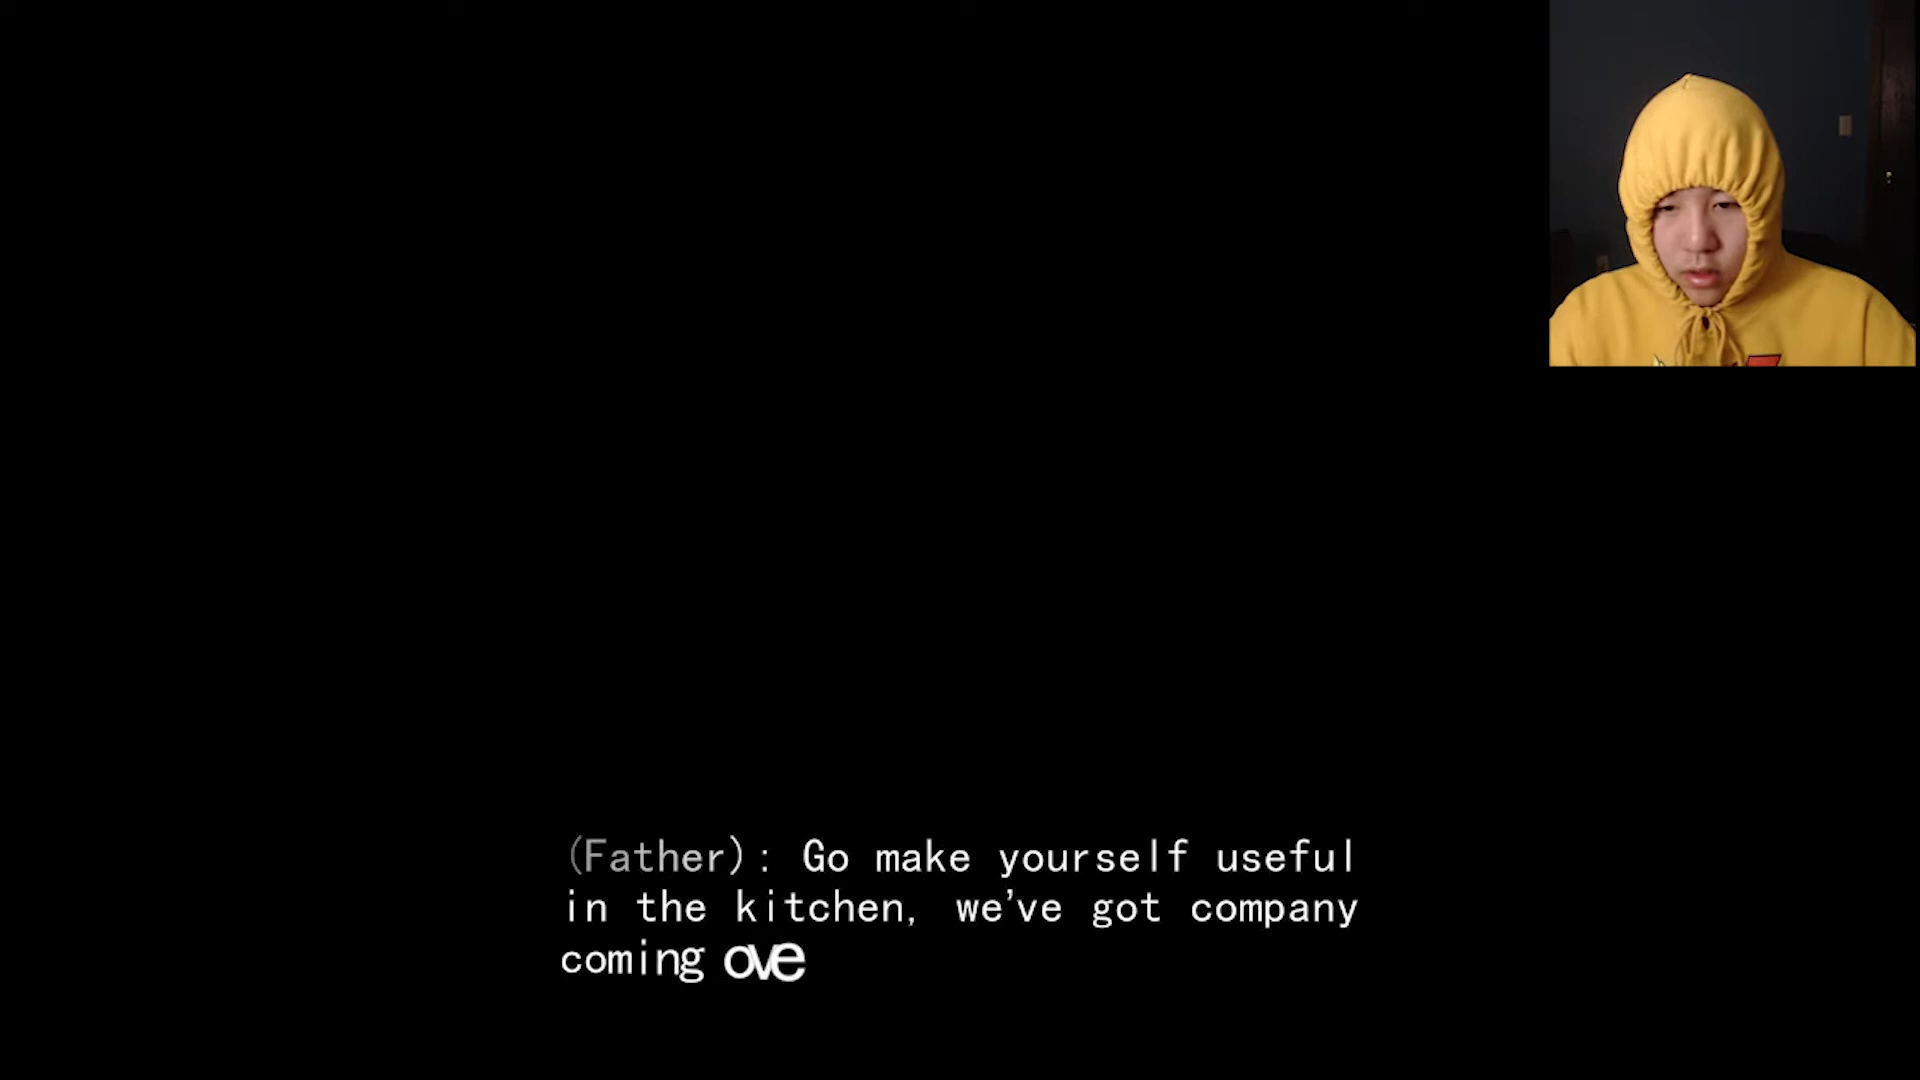 (Father): Go make yourself useful
in the kitchen, we've got company
coming ove